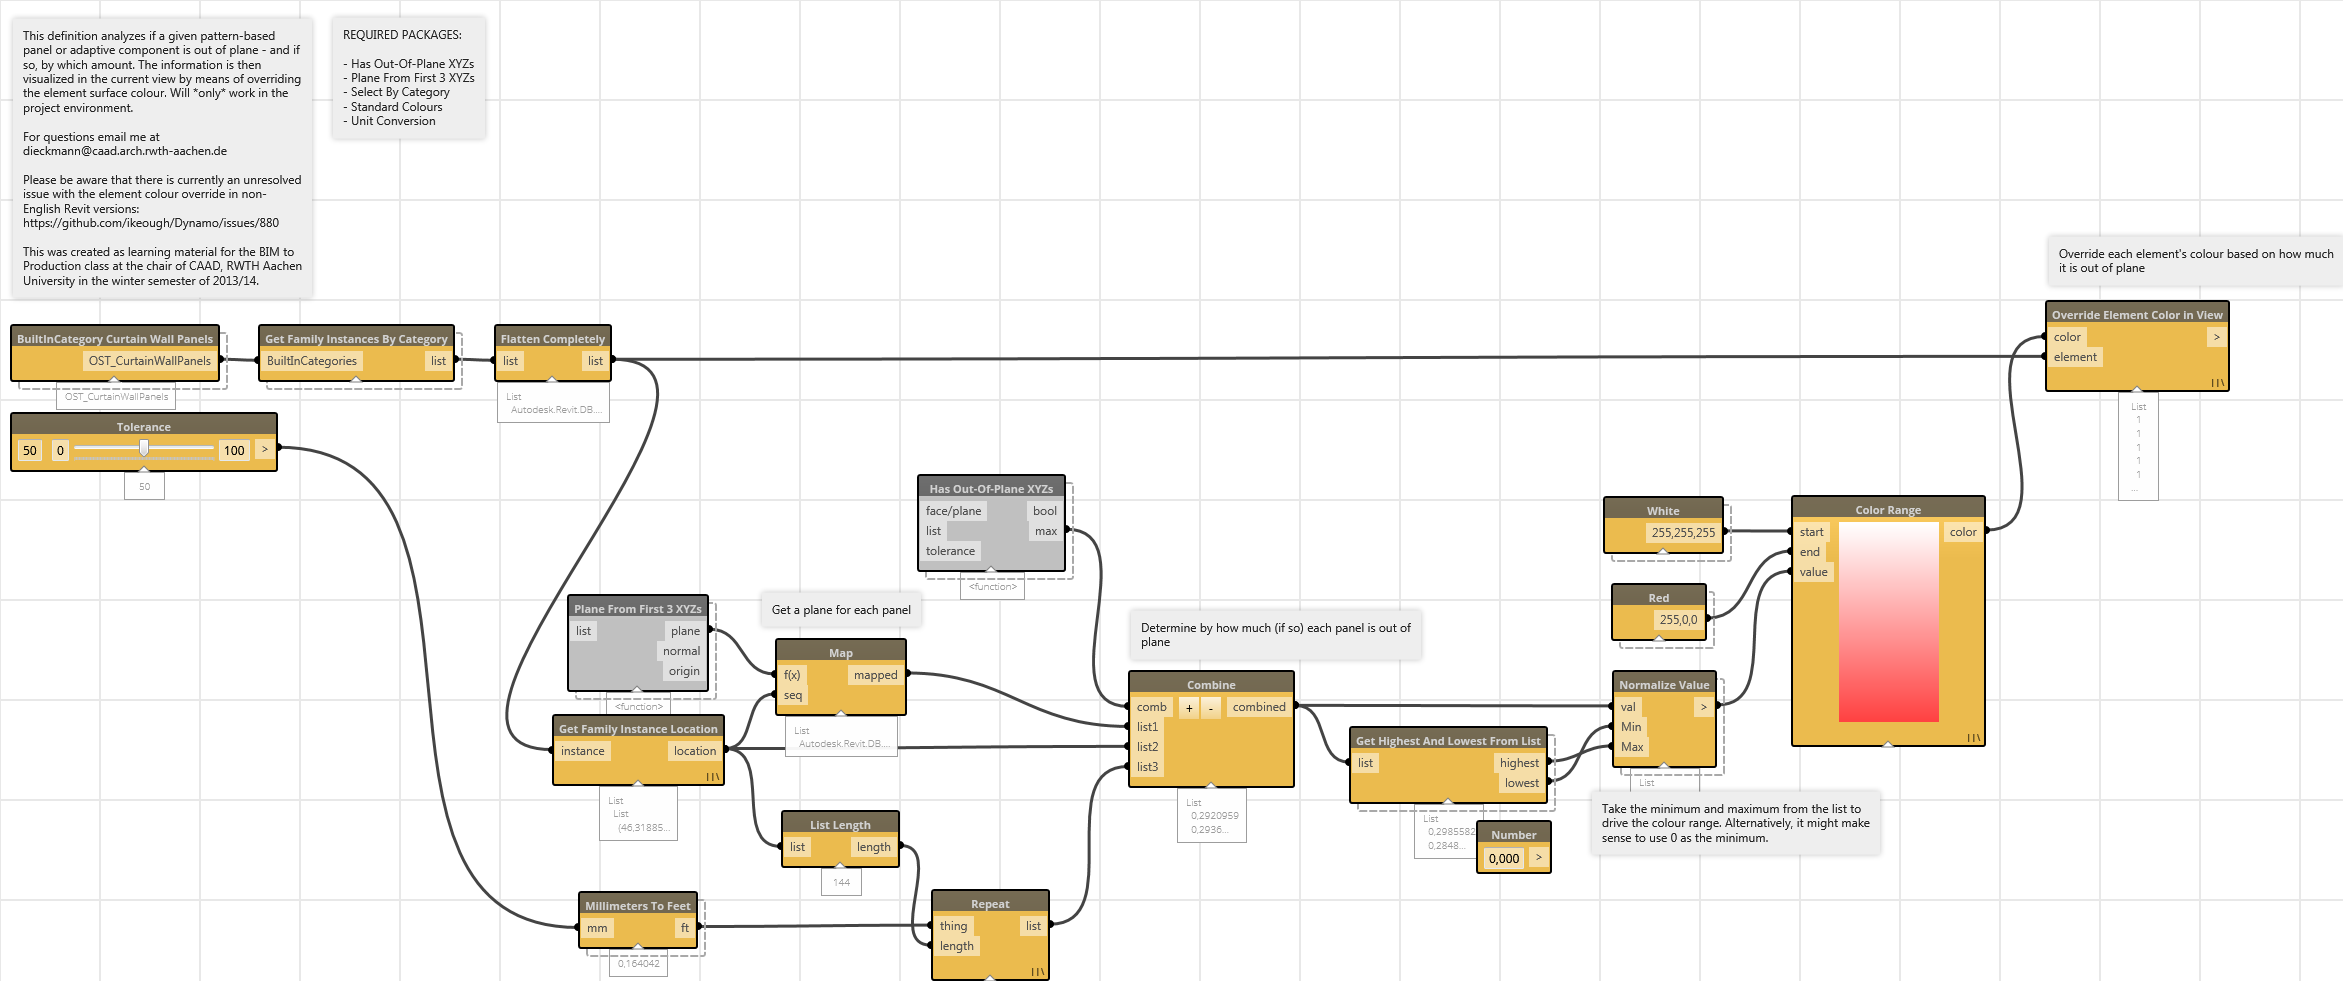 This definition analyzes if a given pattern-based
panel or adaptive component is out of plane - and if
so, by which amount. The information is then
visualized in the current view by means of overriding
the element surface colour. Will *only* work in the
project environment.
For questions email me at
dieckmann@caad.arch.rwth-aachen.de
Please be aware that there is currently an unresolved
issue with the element colour override in non-
English Revit versions:
https://github.com/ikeough/Dynamo/issues/880
This was created as learning material for the BIM to
Production class at the chair of CAAD, RWTH Aachen
University in the winter semester of 2013/14.
REQUIRED PACKAGES:
- Has Out-Of-Plane XYZs
- Plane From First 3 XYZs
- Select By Category
- Standard Colours
- Unit Conversion
Override each element's colour based on how much
it is out of plane
BuiltInCategory Curtain Wall Panels
OST_CurtainWallPanels
OST_CurtainWallPanels
Get Family Instances By Category
BuiltInCategories list
Flatten Completely
list list
List
Autodesk.Revit.DB....
Override Element Color in View
color >
element
List
1
1
1
1
1
...
Tolerance
50 0 100 >
50
Has Out-Of-Plane XYZs
face/plane bool
list max
tolerance
<function>
White
255,255,255
Red
255,0,0
Color Range
start color
end
value
Plane From First 3 XYZs
list plane
normal
origin
<function>
Get a plane for each panel
Map
f(x) mapped
seq
List
Autodesk.Revit.DB....
Determine by how much (if so) each panel is out of
plane
Combine
comb + - combined
list1
list2
list3
List
0,2920959
0,2936...
Get Family Instance Location
instance location
List
List
(46,31885...
Get Highest And Lowest From List
list highest
lowest
List
0,2985582
0,2848...
Normalize Value
val >
Min
Max
List
Number
0,000 >
Take the minimum and maximum from the list to
drive the colour range. Alternatively, it might make
sense to use 0 as the minimum.
List Length
list length
144
Millimeters To Feet
mm ft
0,164042
Repeat
thing list
length